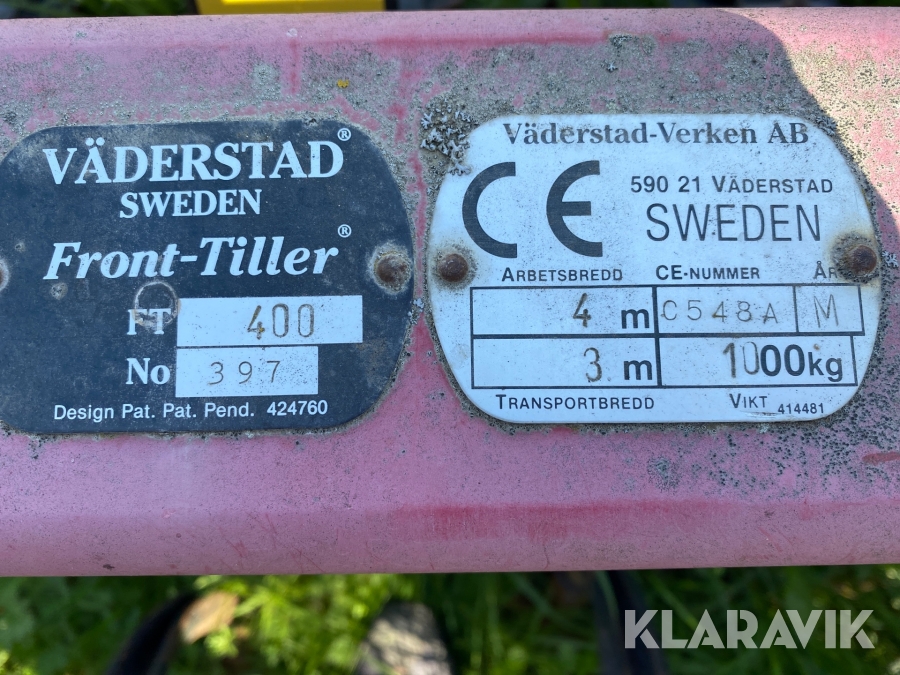 VÄDERSTAD®
SWEDEN
Front-Tiller®
FT 400
No 397
Design Pat. Pat. Pend. 424760
Väderstad-Verken AB
CE
590 21 VÄDERSTAD
SWEDEN
ARBETSBREDD CE-NUMMER ÅR
4 m C548A M
3 m 1000kg
TRANSPORTBREDD VIKT 414481
KLARAVIK